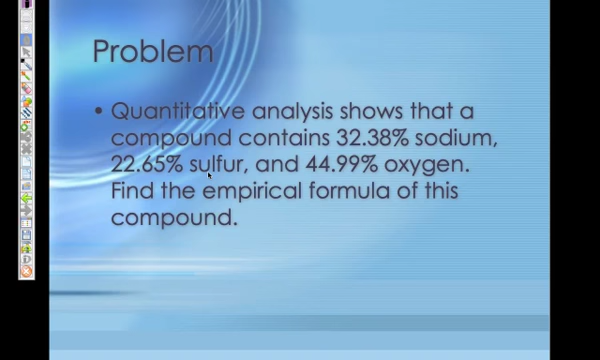 Problem
• Quantitative analysis shows that a
compound contains 32.38% sodium,
22.65% sulfur, and 44.99% oxygen.
Find the empirical formula of this
compound.